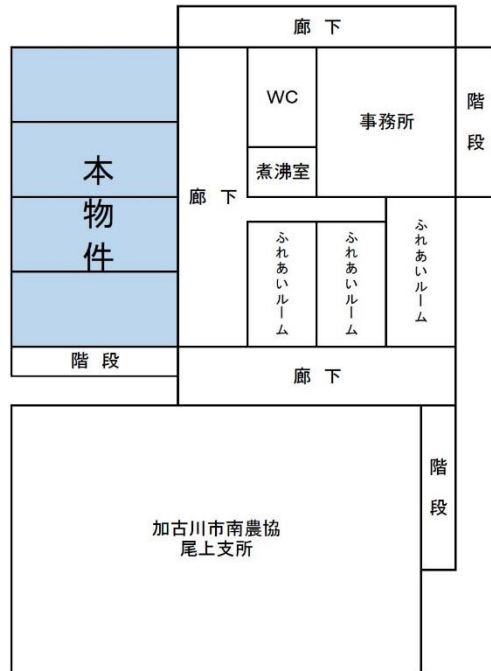 廊下
WC
事務所
階段
煮沸室
本物件
廊下
ふれあいルーム
ふれあいルーム
ふれあいルーム
階段
廊下
階段
加古川市南農協
尾上支所